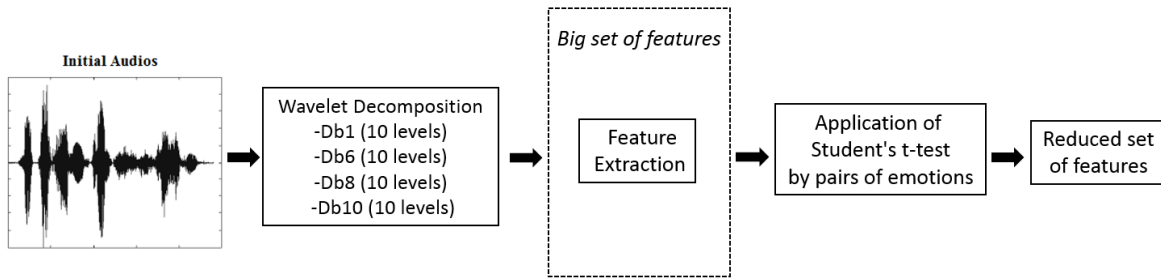 Initial Audios
Wavelet Decomposition
-Db1 (10 levels)
-Db6 (10 levels)
-Db8 (10 levels)
-Db10 (10 levels)
Big set of features
Feature
Extraction
Application of
Student's t-test
by pairs of emotions
Reduced set
of features